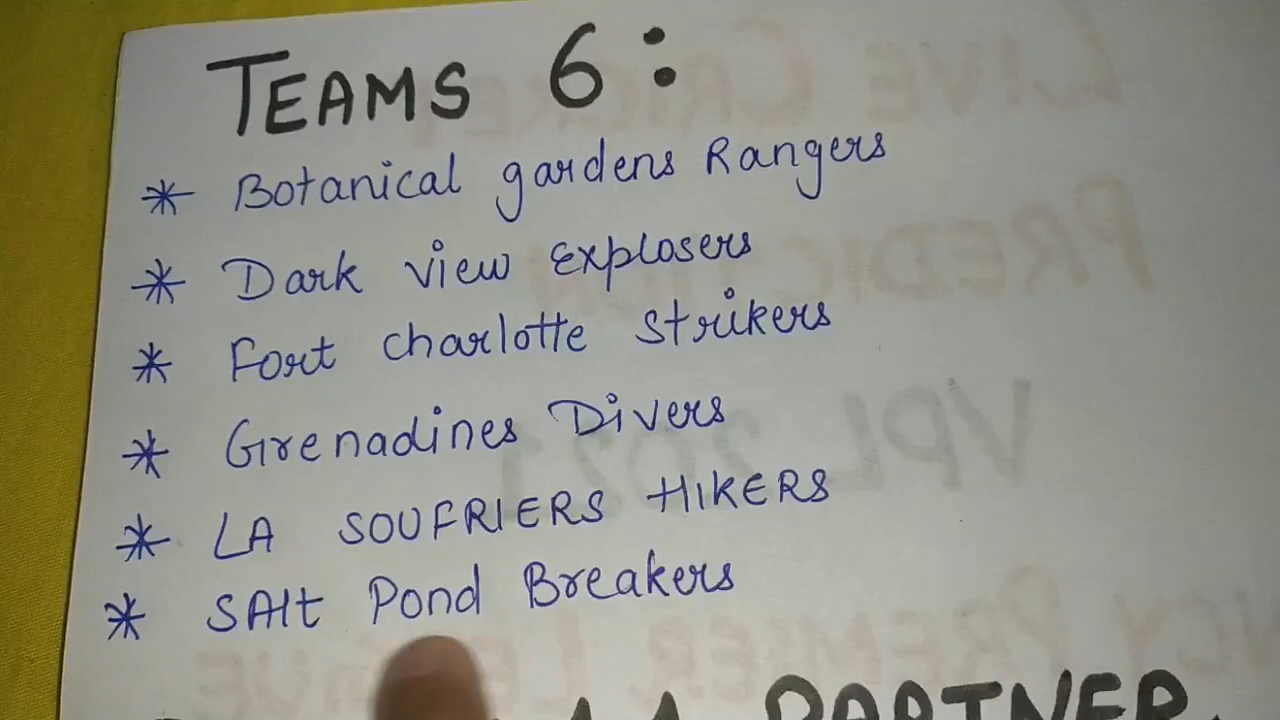 TEAMS 6:
* Botanical gardens Rangers
* Dark view Explosers
* Fort charlotte strikers
* Grenadines Divers
* LA SOUFRIERS HIKERS
* SAlt Pond Breakers
PARTNER